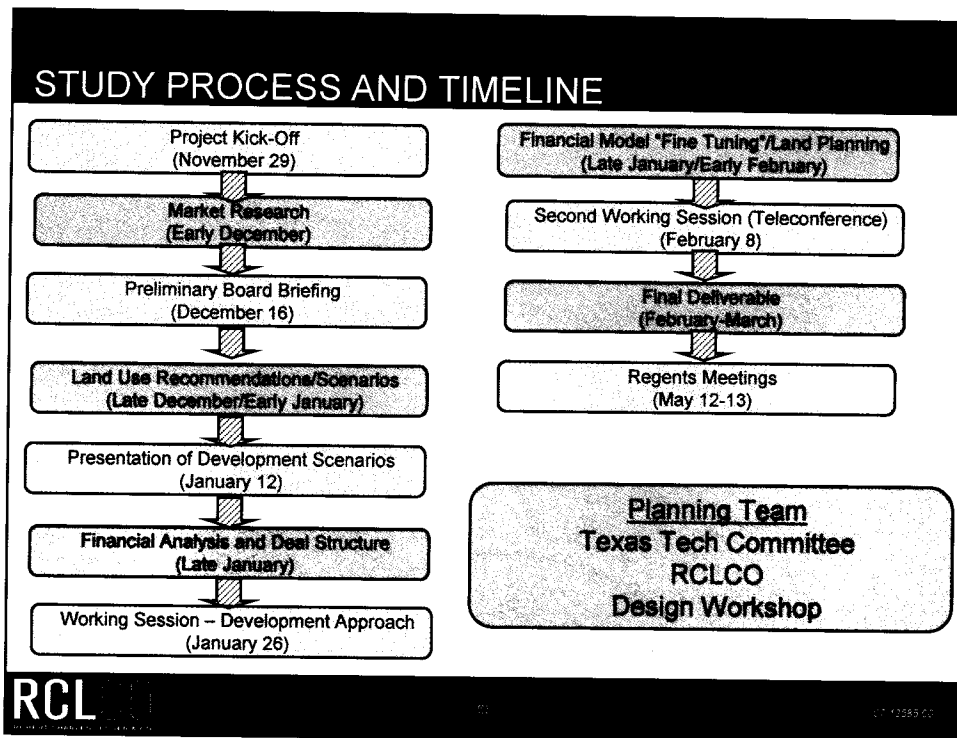 STUDY PROCESS AND TIMELINE
Project Kick-Off
(November 29)
Market Research
(Early December)
Preliminary Board Briefing
(December 16)
Land Use Recommendations/Scenarios
(Late December/Early January)
Presentation of Development Scenarios
(January 12)
Financial Analysis and Deal Structure
(Late January)
Working Session – Development Approach
(January 26)
Financial Model "Fine Tuning"/Land Planning
(Late January/Early February)
Second Working Session (Teleconference)
(February 8)
Final Deliverable
(February-March)
Regents Meetings
(May 12-13)
Planning Team
Texas Tech Committee
RCLCO
Design Workshop
RCL